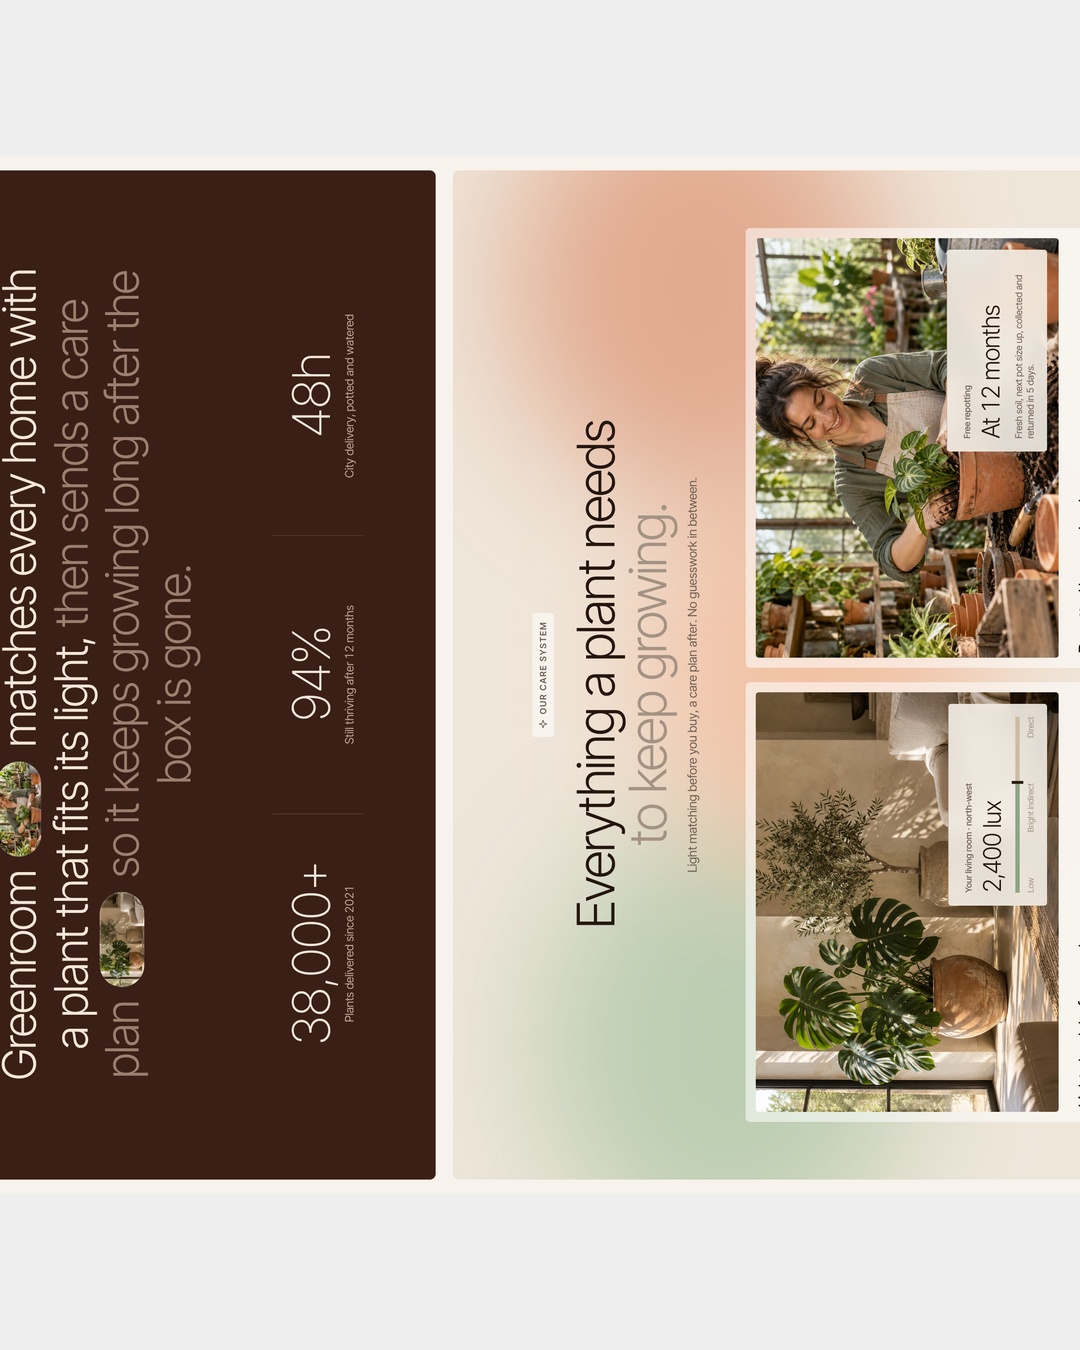 Greenroom matches every home with
a plant that fits its light, then sends a care
plan so it keeps growing long after the
box is gone.
38,000+
Plants delivered since 2021
94%
Still thriving after 12 months
48h
City delivery, potted and watered
OUR CARE SYSTEM
Everything a plant needs
to keep growing.
Light matching before you buy, a care plan after. No guesswork in between.
Your living room · north-west
2,400 lux
Low
Bright indirect
Direct
Free repotting
At 12 months
Fresh soil, next pot size up, collected and
returned in 5 days.